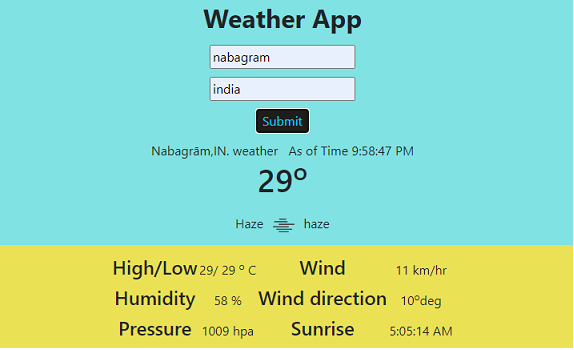 Weather App
nabagram
india
Submit
Nabagrām,IN. weather As of Time 9:58:47 PM
29°
Haze haze
High/Low 29/ 29 ° C Wind 11 km/hr
Humidity 58 % Wind direction 10°deg
Pressure 1009 hpa Sunrise 5:05:14 AM